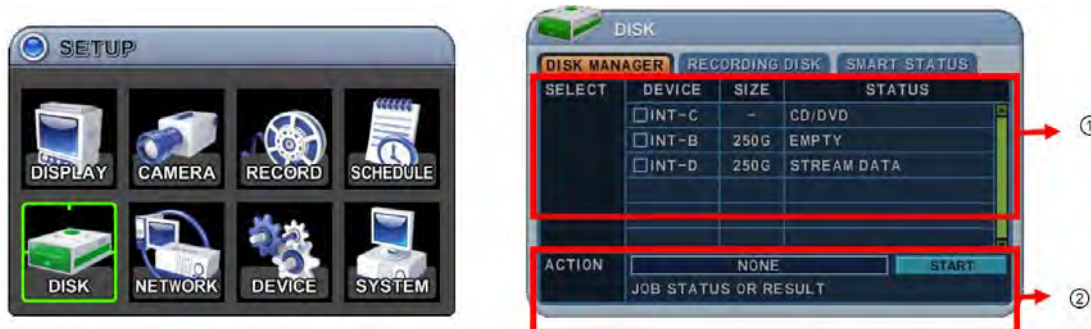 SETUP
DISPLAY CAMERA RECORD SCHEDULE
DISK NETWORK DEVICE SYSTEM
DISK
DISK MANAGER RECORDING DISK SMART STATUS
SELECT DEVICE SIZE STATUS
INT-C - CD/DVD
INT-B 250G EMPTY
INT-D 250G STREAM DATA
①
ACTION NONE START
JOB STATUS OR RESULT
②